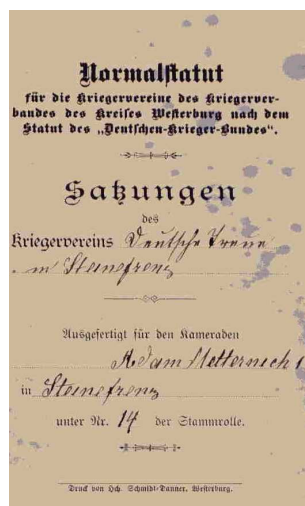 Normalstatut
für die Kriegervereine des Kriegerver-
bandes des Kreises Westerburg nach dem
Statut des „Deutschen-Krieger-Bundes“.
Satzungen
des
Kriegervereins Deutsche Treue
in Steinefrenz
Ausgefertigt für den Kameraden
Adam Metternich
in Steinefrenz
unter Nr. 14 der Stammrolle.
Druck von Hch. Schmidt-Danner, Westerburg.